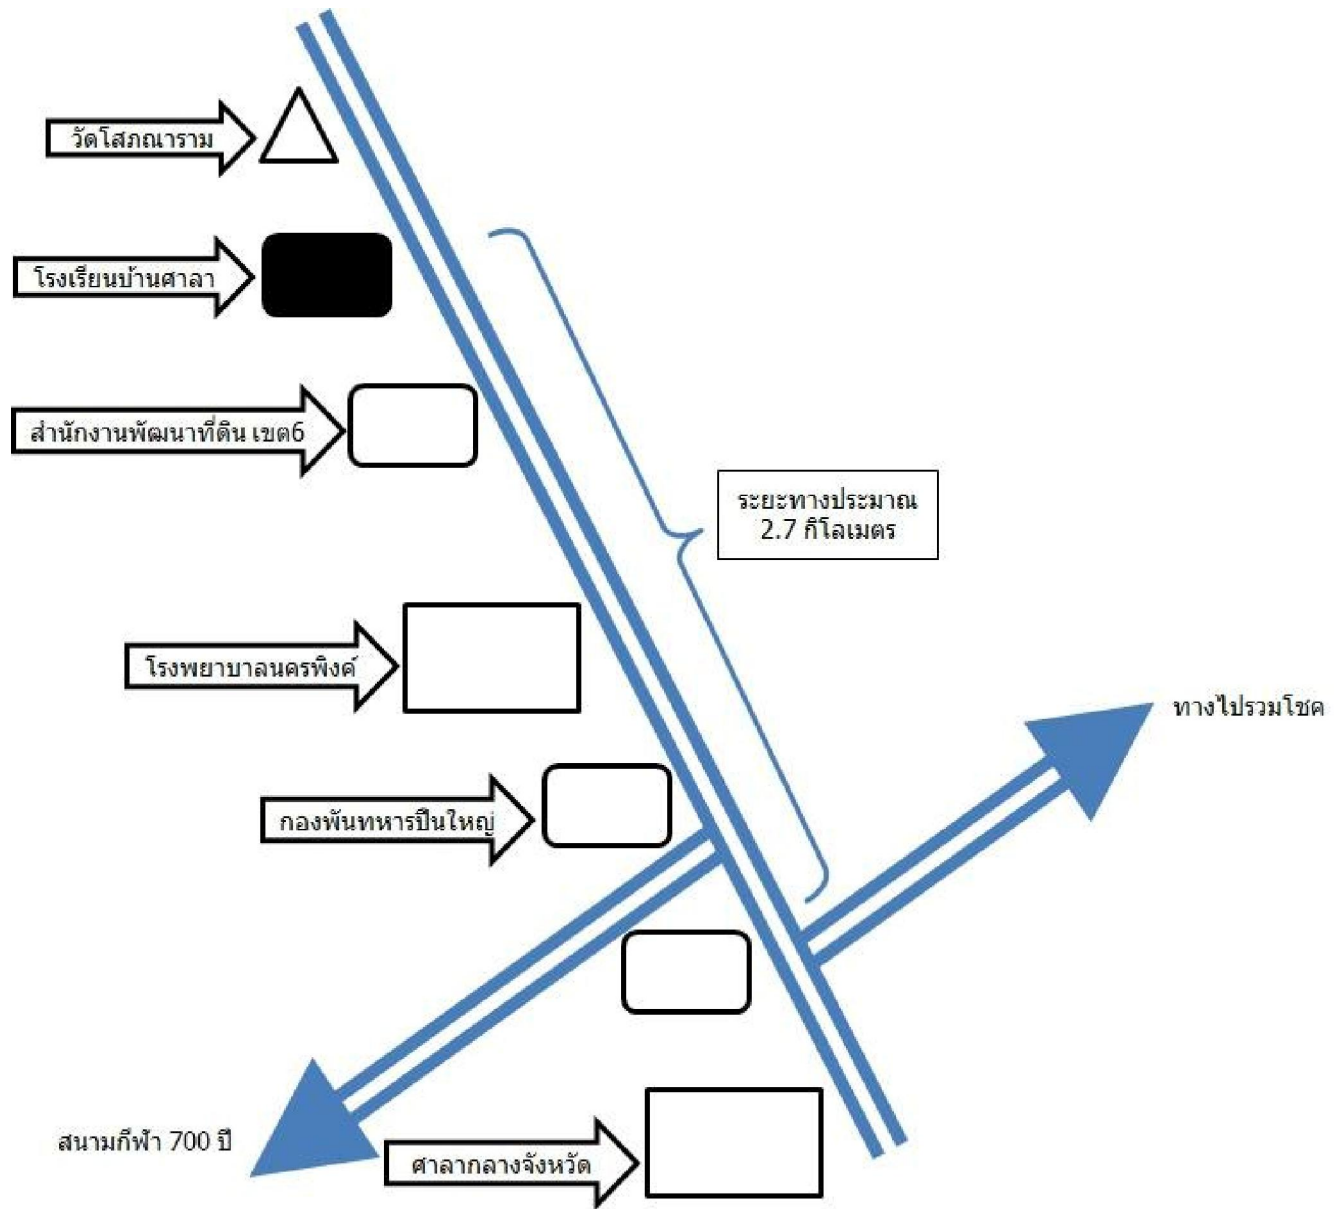 วัดโสภณาราม
โรงเรียนบ้านศาลา
สำนักงานพัฒนาที่ดิน เขต6
ระยะทางประมาณ
2.7 กิโลเมตร
โรงพยาบาลนครพิงค์
ทางไปรวมโชค
กองพันทหารปืนใหญ่
สนามกีฬา 700 ปี
ศาลากลางจังหวัด